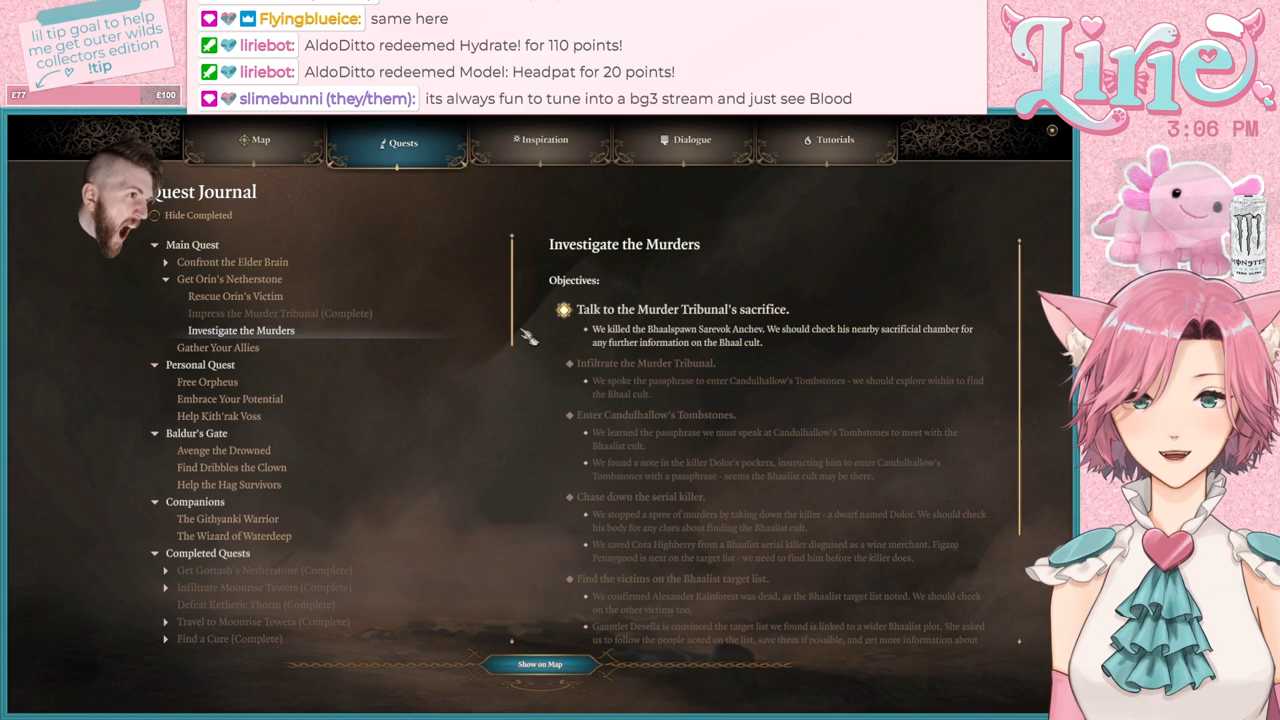 lil tip goal to help
me get outer wilds
collectors edition
!tip
£77
£100
Flyingblueice: same here
liriebot: AldoDitto redeemed Hydrate! for 110 points!
liriebot: AldoDitto redeemed Model: Headpat for 20 points!
slimebunni (they/them): its always fun to tune into a bg3 stream and just see Blood
Lirie
3:06 PM
MONSTER
Map
Quests
Inspiration
Dialogue
Tutorials
Quest Journal
Hide Completed
Main Quest
Confront the Elder Brain
Get Orin's Netherstone
Rescue Orin's Victim
Impress the Murder Tribunal (Complete)
Investigate the Murders
Gather Your Allies
Personal Quest
Free Orpheus
Embrace Your Potential
Help Kith'rak Voss
Baldur's Gate
Avenge the Drowned
Find Dribbles the Clown
Help the Hag Survivors
Companions
The Githyanki Warrior
The Wizard of Waterdeep
Completed Quests
Get Gortash's Netherstone (Complete)
Infiltrate Moonrise Towers (Complete)
Defeat Ketheric Thorm (Complete)
Travel to Moonrise Towers (Complete)
Find a Cure (Complete)
Investigate the Murders
Objectives:
Talk to the Murder Tribunal's sacrifice.
We killed the Bhaalspawn Sarevok Anchev. We should check his nearby sacrificial chamber for
any further information on the Bhaal cult.
Infiltrate the Murder Tribunal.
We spoke the passphrase to enter Candulhallow's Tombstones - we should explore within to find
the Bhaal cult.
Enter Candulhallow's Tombstones.
We learned the passphrase we must speak at Candulhallow's Tombstones to meet with the
Bhaalist cult.
We found a note in the killer Dolor's pockets, instructing him to enter Candulhallow's
Tombstones with a passphrase - seems the Bhaalist cult may be there.
Chase down the serial killer.
We stopped a spree of murders by taking down the killer - a dwarf named Dolor. We should check
his body for any clues about finding the Bhaalist cult.
We saved Cora Highberry from a Bhaalist serial killer disguised as a wine merchant. Figaro
Pennygood is next on the target list - we need to find him before the killer does.
Find the victims on the Bhaalist target list.
We confirmed Alexander Rainforest was dead, as the Bhaalist target list noted. We should check
on the other victims too.
Gauntlet Devella is convinced the target list we found is linked to a wider Bhaalist plot. She asked
us to follow the people noted on the list, save them if possible, and get more information about
Show on Map